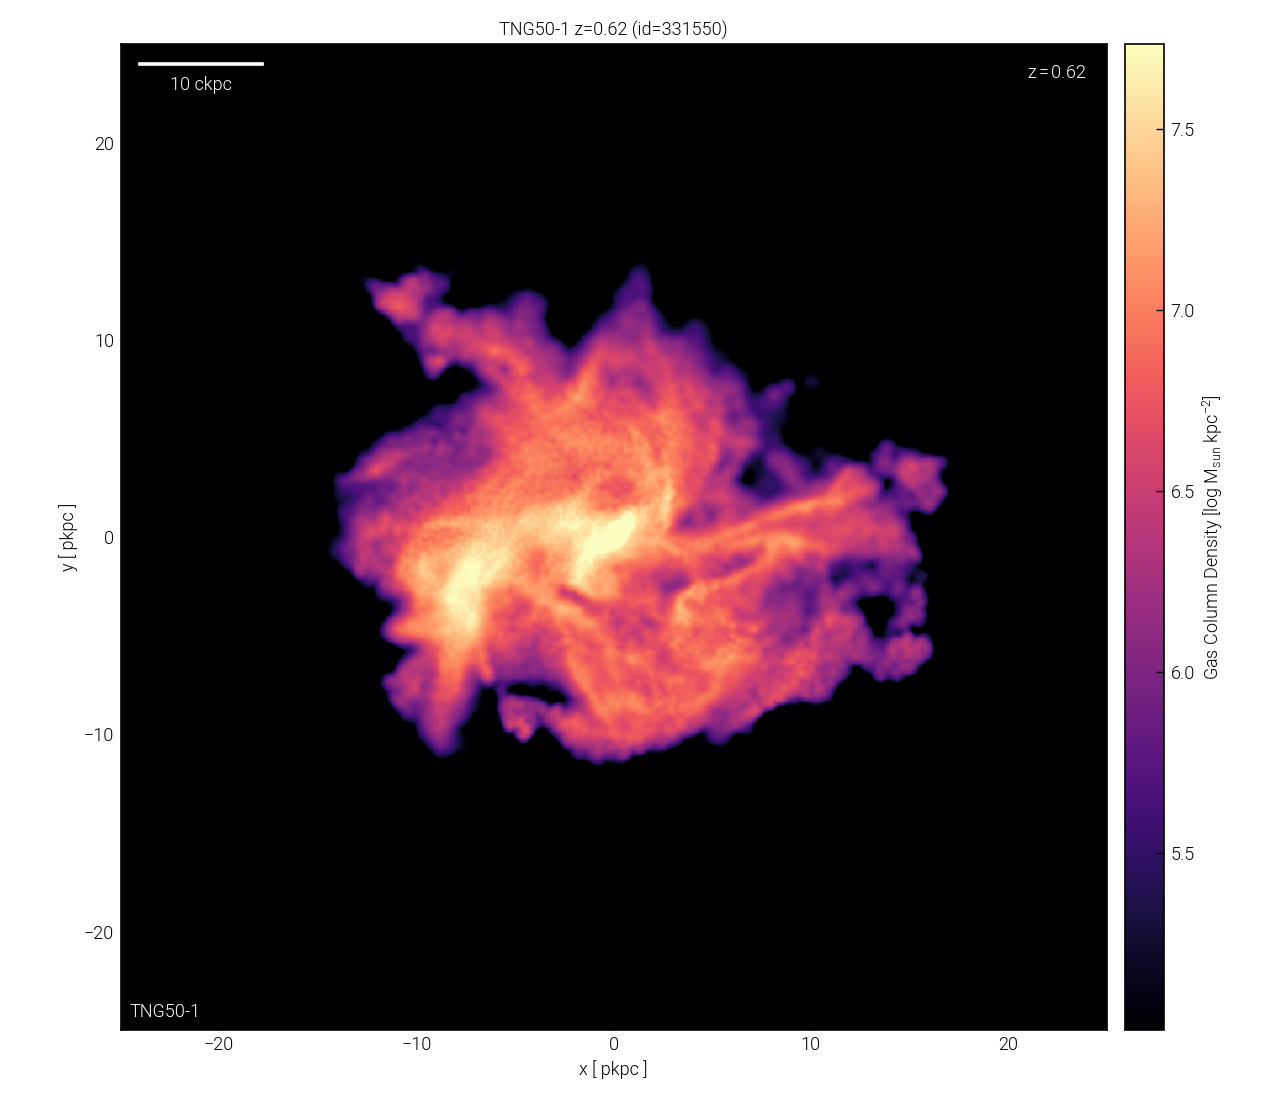 TNG50-1 z=0.62 (id=331550)
10 ckpc
z=0.62
20
10
0
−10
−20
y [ pkpc ]
TNG50-1
−20
−10
0
10
20
x [ pkpc ]
7.5
7.0
6.5
6.0
5.5
Gas Column Density [log M_sun kpc^−2]